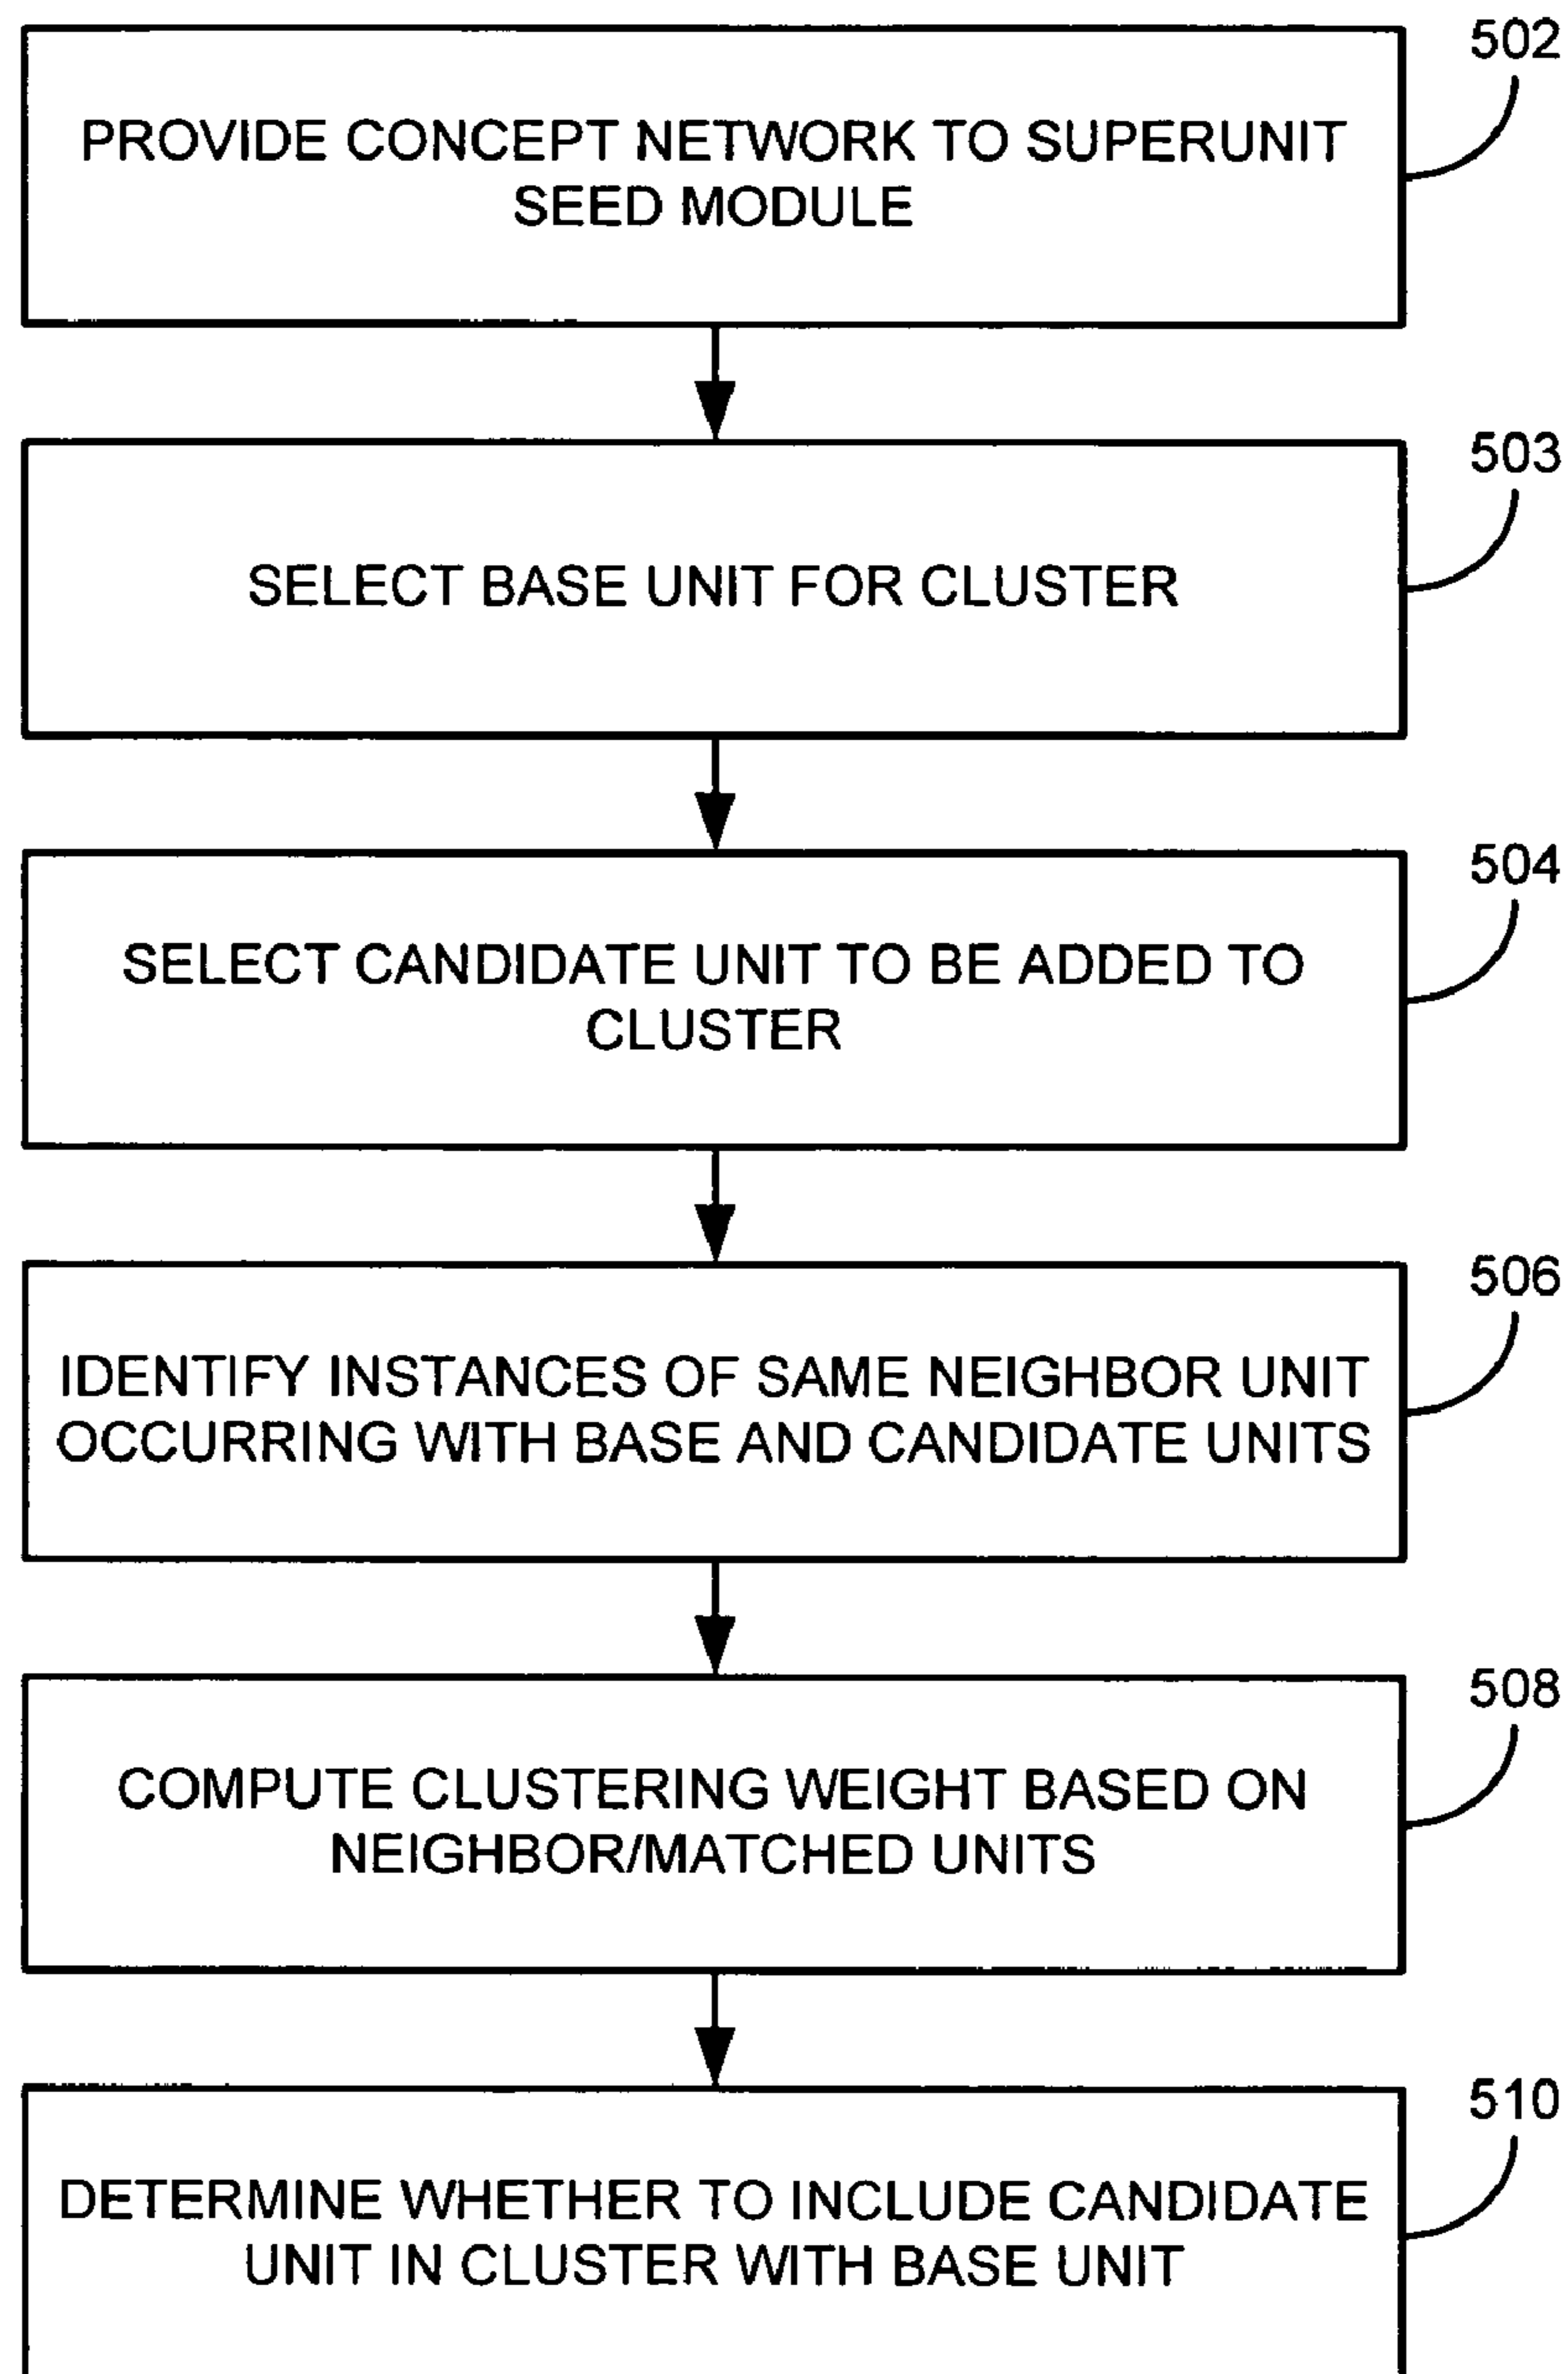 502
PROVIDE CONCEPT NETWORK TO SUPERUNIT
SEED MODULE
503
SELECT BASE UNIT FOR CLUSTER
504
SELECT CANDIDATE UNIT TO BE ADDED TO
CLUSTER
506
IDENTIFY INSTANCES OF SAME NEIGHBOR UNIT
OCCURRING WITH BASE AND CANDIDATE UNITS
508
COMPUTE CLUSTERING WEIGHT BASED ON
NEIGHBOR/MATCHED UNITS
510
DETERMINE WHETHER TO INCLUDE CANDIDATE
UNIT IN CLUSTER WITH BASE UNIT